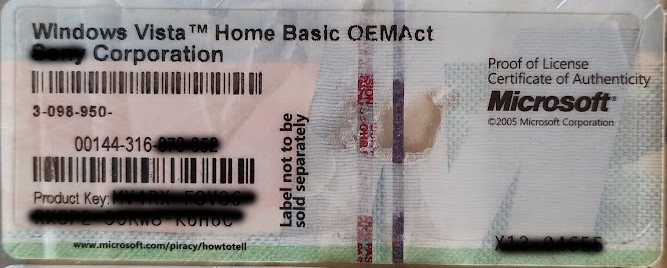 Windows Vista™ Home Basic OEMAct
Corporation
3-098-950-
00144-316-
Product Key:
www.microsoft.com/piracy/howtotell
Label not to be
sold separately
Proof of License
Certificate of Authenticity
Microsoft®
©2005 Microsoft Corporation